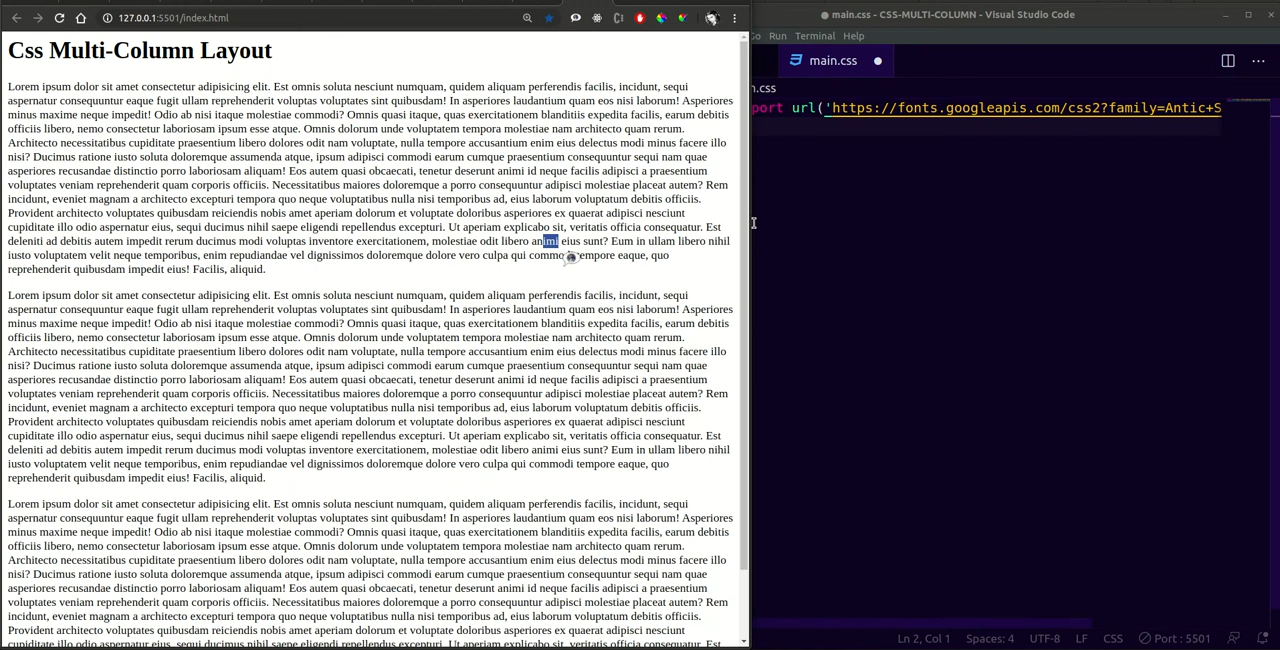 127.0.0.1:5501/index.html
main.css - CSS-MULTI-COLUMN - Visual Studio Code
Go Run Terminal Help
main.css
n.css
port url('https://fonts.googleapis.com/css2?family=Antic+S
Css Multi-Column Layout
Lorem ipsum dolor sit amet consectetur adipisicing elit. Est omnis soluta nesciunt numquam, quidem aliquam perferendis facilis, incidunt, sequi
aspernatur consequuntur eaque fugit ullam reprehenderit voluptas voluptates sint quibusdam! In asperiores laudantium quam eos nisi laborum! Asperiores
minus maxime neque impedit! Odio ab nisi itaque molestiae commodi? Omnis quasi itaque, quas exercitationem blanditiis expedita facilis, earum debitis
officiis libero, nemo consectetur laboriosam ipsum esse atque. Omnis dolorum unde voluptatem tempora molestiae nam architecto quam rerum.
Architecto necessitatibus cupiditate praesentium libero dolores odit nam voluptate, nulla tempore accusantium enim eius delectus modi minus facere illo
nisi? Ducimus ratione iusto soluta doloremque assumenda atque, ipsum adipisci commodi earum cumque praesentium consequuntur sequi nam quae
asperiores recusandae distinctio porro laboriosam aliquam! Eos autem quasi obcaecati, tenetur deserunt animi id neque facilis adipisci a praesentium
voluptates veniam reprehenderit quam corporis officiis. Necessitatibus maiores doloremque a porro consequuntur adipisci molestiae placeat autem? Rem
incidunt, eveniet magnam a architecto excepturi tempora quo neque voluptatibus nulla nisi temporibus ad, eius laborum voluptatum debitis officiis.
Provident architecto voluptates quibusdam reiciendis nobis amet aperiam dolorum et voluptate doloribus asperiores ex quaerat adipisci nesciunt
cupiditate illo odio aspernatur eius, sequi ducimus nihil saepe eligendi repellendus excepturi. Ut aperiam explicabo sit, veritatis officia consequatur. Est
deleniti ad debitis autem impedit rerum ducimus modi voluptas inventore exercitationem, molestiae odit libero animi eius sunt? Eum in ullam libero nihil
iusto voluptatem velit neque temporibus, enim repudiandae vel dignissimos doloremque dolore vero culpa qui commodi tempore eaque, quo
reprehenderit quibusdam impedit eius! Facilis, aliquam.
Lorem ipsum dolor sit amet consectetur adipisicing elit. Est omnis soluta nesciunt numquam, quidem aliquam perferendis facilis, incidunt, sequi
aspernatur consequuntur eaque fugit ullam reprehenderit voluptas voluptates sint quibusdam! In asperiores laudantium quam eos nisi laborum! Asperiores
minus maxime neque impedit! Odio ab nisi itaque molestiae commodi? Omnis quasi itaque, quas exercitationem blanditiis expedita facilis, earum debitis
officiis libero, nemo consectetur laboriosam ipsum esse atque. Omnis dolorum unde voluptatem tempora molestiae nam architecto quam rerum.
Architecto necessitatibus cupiditate praesentium libero dolores odit nam voluptate, nulla tempore accusantium enim eius delectus modi minus facere illo
nisi? Ducimus ratione iusto soluta doloremque assumenda atque, ipsum adipisci commodi earum cumque praesentium consequuntur sequi nam quae
asperiores recusandae distinctio porro laboriosam aliquam! Eos autem quasi obcaecati, tenetur deserunt animi id neque facilis adipisci a praesentium
voluptates veniam reprehenderit quam corporis officiis. Necessitatibus maiores doloremque a porro consequuntur adipisci molestiae placeat autem? Rem
incidunt, eveniet magnam a architecto excepturi tempora quo neque voluptatibus nulla nisi temporibus ad, eius laborum voluptatum debitis officiis.
Provident architecto voluptates quibusdam reiciendis nobis amet aperiam dolorum et voluptate doloribus asperiores ex quaerat adipisci nesciunt
cupiditate illo odio aspernatur eius, sequi ducimus nihil saepe eligendi repellendus excepturi. Ut aperiam explicabo sit, veritatis officia consequatur. Est
deleniti ad debitis autem impedit rerum ducimus modi voluptas inventore exercitationem, molestiae odit libero animi eius sunt? Eum in ullam libero nihil
iusto voluptatem velit neque temporibus, enim repudiandae vel dignissimos doloremque dolore vero culpa qui commodi tempore eaque, quo
reprehenderit quibusdam impedit eius! Facilis, aliquam.
Lorem ipsum dolor sit amet consectetur adipisicing elit. Est omnis soluta nesciunt numquam, quidem aliquam perferendis facilis, incidunt, sequi
aspernatur consequuntur eaque fugit ullam reprehenderit voluptas voluptates sint quibusdam! In asperiores laudantium quam eos nisi laborum! Asperiores
minus maxime neque impedit! Odio ab nisi itaque molestiae commodi? Omnis quasi itaque, quas exercitationem blanditiis expedita facilis, earum debitis
officiis libero, nemo consectetur laboriosam ipsum esse atque. Omnis dolorum unde voluptatem tempora molestiae nam architecto quam rerum.
Architecto necessitatibus cupiditate praesentium libero dolores odit nam voluptate, nulla tempore accusantium enim eius delectus modi minus facere illo
nisi? Ducimus ratione iusto soluta doloremque assumenda atque, ipsum adipisci commodi earum cumque praesentium consequuntur sequi nam quae
asperiores recusandae distinctio porro laboriosam aliquam! Eos autem quasi obcaecati, tenetur deserunt animi id neque facilis adipisci a praesentium
voluptates veniam reprehenderit quam corporis officiis. Necessitatibus maiores doloremque a porro consequuntur adipisci molestiae placeat autem? Rem
incidunt, eveniet magnam a architecto excepturi tempora quo neque voluptatibus nulla nisi temporibus ad, eius laborum voluptatum debitis officiis.
Provident architecto voluptates quibusdam reiciendis nobis amet aperiam dolorum et voluptate doloribus asperiores ex quaerat adipisci nesciunt
cupiditate illo odio aspernatur eius, sequi ducimus nihil saepe eligendi repellendus excepturi. Ut aperiam explicabo sit, veritatis officia consequatur. Est
Ln 2, Col 1 Spaces: 4 UTF-8 LF CSS Port : 5501